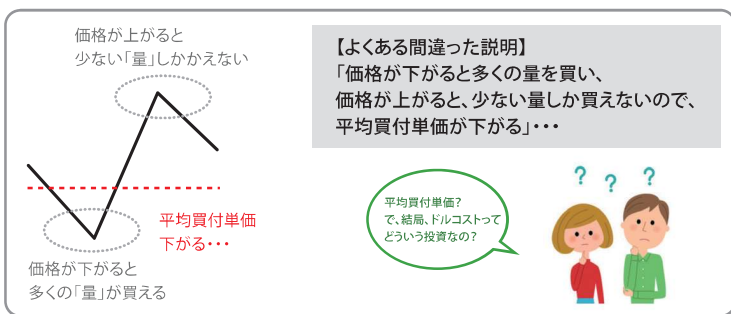 価格が上がると
少ない「量」しかかえない
平均買付単価
下がる・・・
価格が下がると
多くの「量」が買える
【よくある間違った説明】
「価格が下がると多くの量を買い、
価格が上がると、少ない量しか買えないので、
平均買付単価が下がる」・・・
平均買付単価?
で、結局、ドルコストって
どういう投資なの?
? ? ?